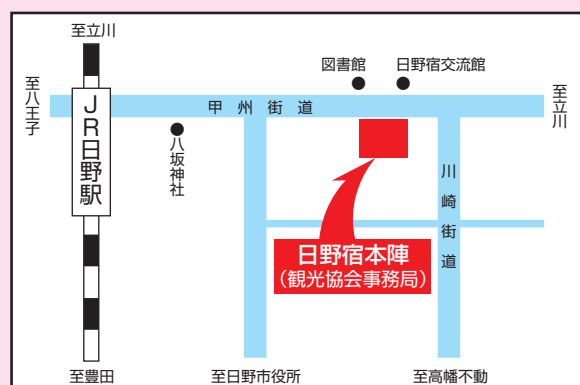 至立川
図書館
日野宿交流館
至八王子
甲州街道
至立川
JR日野駅
八坂神社
川崎街道
日野宿本陣
(観光協会事務局)
至豊田
至日野市役所
至高幡不動